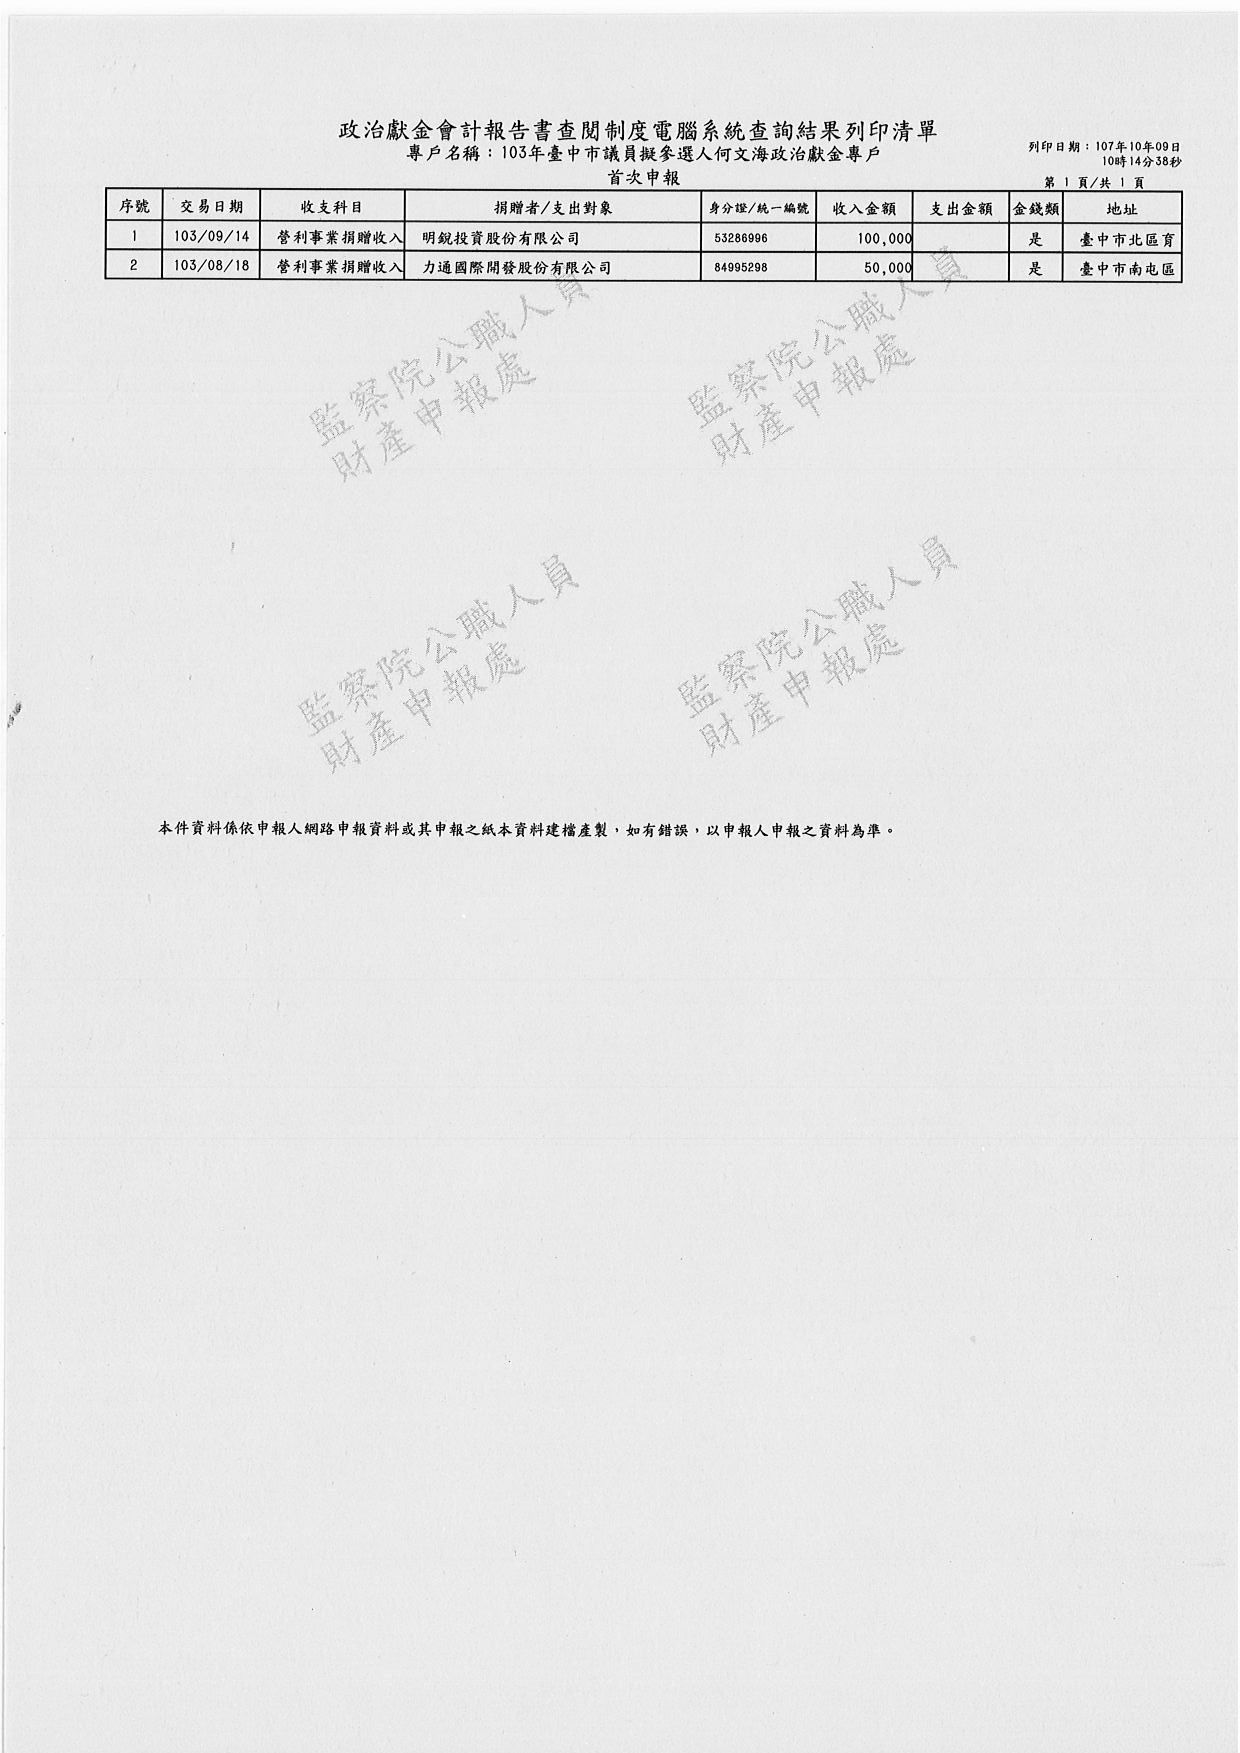 政治獻金會計報告書查閱制度電腦系統查詢結果列印清單
專戶名稱：103年臺中市議員擬參選人何文海政治獻金專戶
列印日期：107年10年09日
10時14分38秒
首次申報
第 1 頁/共 1 頁
序號 交易日期 收支科目 捐贈者/支出對象 身分證/統一編號 收入金額 支出金額 金錢類 地址
1 103/09/14 營利事業捐贈收入 明銳投資股份有限公司 53286996 100,000 是 臺中市北區育
2 103/08/18 營利事業捐贈收入 力通國際開發股份有限公司 84995298 50,000 是 臺中市南屯區
監察院公職人員
財產申報處
監察院公職人員
財產申報處
監察院公職人員
財產申報處
監察院公職人員
財產申報處
本件資料係依申報人網路申報資料或其申報之紙本資料建檔產製，如有錯誤，以申報人申報之資料為準。